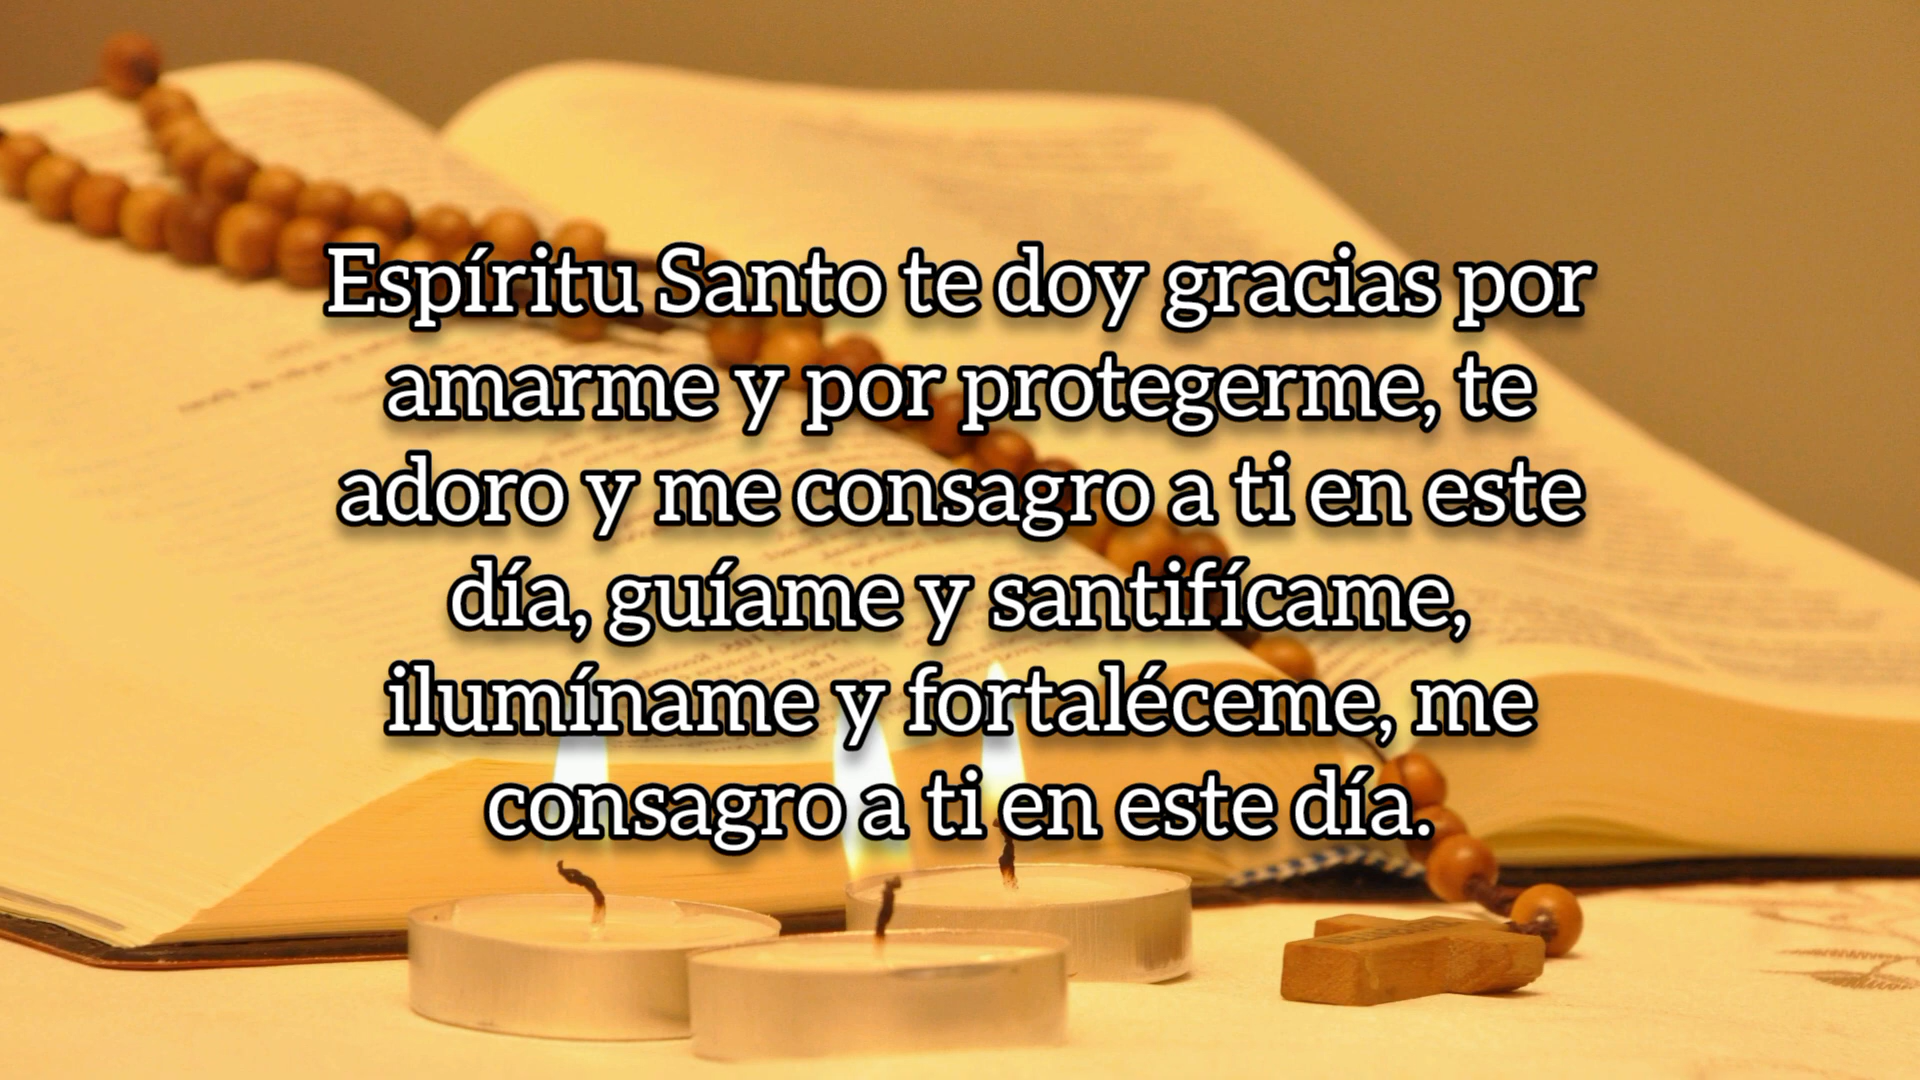 Espíritu Santo te doy gracias por
amarme y por protegerme, te
adoro y me consagro a ti en este
día, guíame y santifícame,
ilumíname y fortaléceme, me
consagro a ti en este día.